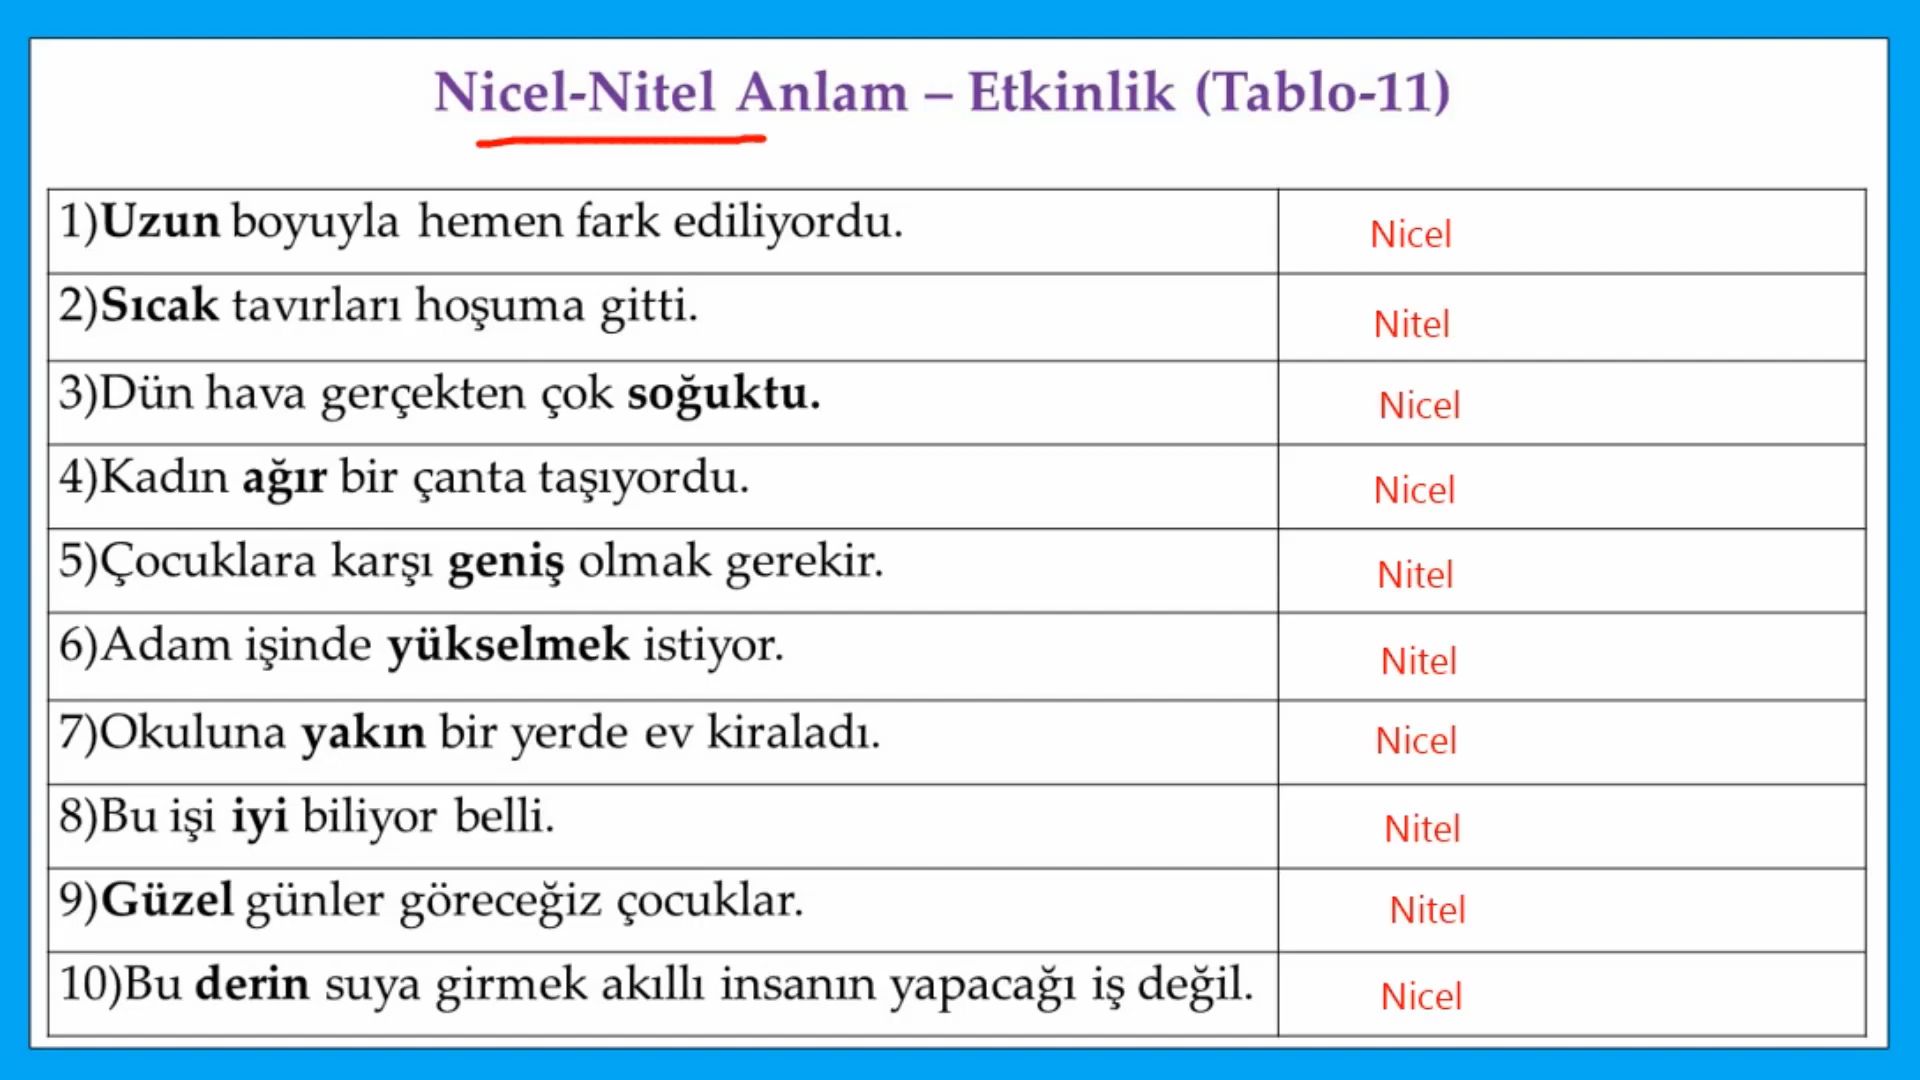 Nicel-Nitel Anlam – Etkinlik (Tablo-11)
1)Uzun boyuyla hemen fark ediliyordu. Nicel
2)Sıcak tavırları hoşuma gitti. Nitel
3)Dün hava gerçekten çok soğuktu. Nicel
4)Kadın ağır bir çanta taşıyordu. Nicel
5)Çocuklara karşı geniş olmak gerekir. Nitel
6)Adam işinde yükselmek istiyor. Nitel
7)Okuluna yakın bir yerde ev kiraladı. Nicel
8)Bu işi iyi biliyor belli. Nitel
9)Güzel günler göreceğiz çocuklar. Nitel
10)Bu derin suya girmek akıllı insanın yapacağı iş değil. Nicel